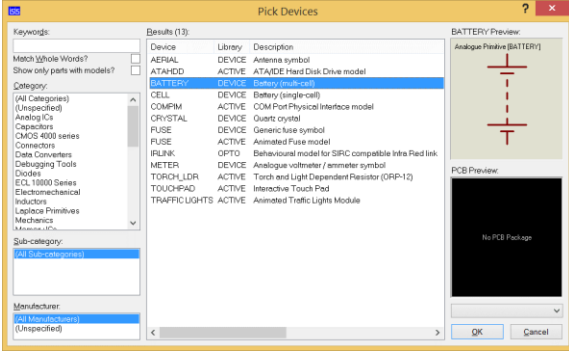 ISIS
Pick Devices
?
Keywords:
Match Whole Words?
Show only parts with models?
Category:
(All Categories)
(Unspecified)
Analog ICs
Capacitors
CMOS 4000 series
Connectors
Data Converters
Debugging Tools
Diodes
ECL 10000 Series
Electromechanical
Inductors
Laplace Primitives
Mechanics
Memory ICs
Sub-category:
(All Sub-categories)
Manufacturer:
(All Manufacturers)
(Unspecified)
Results (13):
Device Library Description
AERIAL DEVICE Antenna symbol
ATAHDD ACTIVE ATA/IDE Hard Disk Drive model
BATTERY DEVICE Battery (multi-cell)
CELL DEVICE Battery (single-cell)
COMPIM ACTIVE COM Port Physical Interface model
CRYSTAL DEVICE Quartz crystal
FUSE DEVICE Generic fuse symbol
FUSE ACTIVE Animated Fuse model
IRLINK OPTO Behavioural model for SIRC compatible Infra Red link
METER DEVICE Analogue voltmeter / ammeter symbol
TORCH_LDR ACTIVE Torch and Light Dependent Resistor (ORP-12)
TOUCHPAD ACTIVE Interactive Touch Pad
TRAFFIC LIGHTS ACTIVE Animated Traffic Lights Module
BATTERY Preview:
Analogue Primitive [BATTERY]
PCB Preview:
No PCB Package
OK Cancel